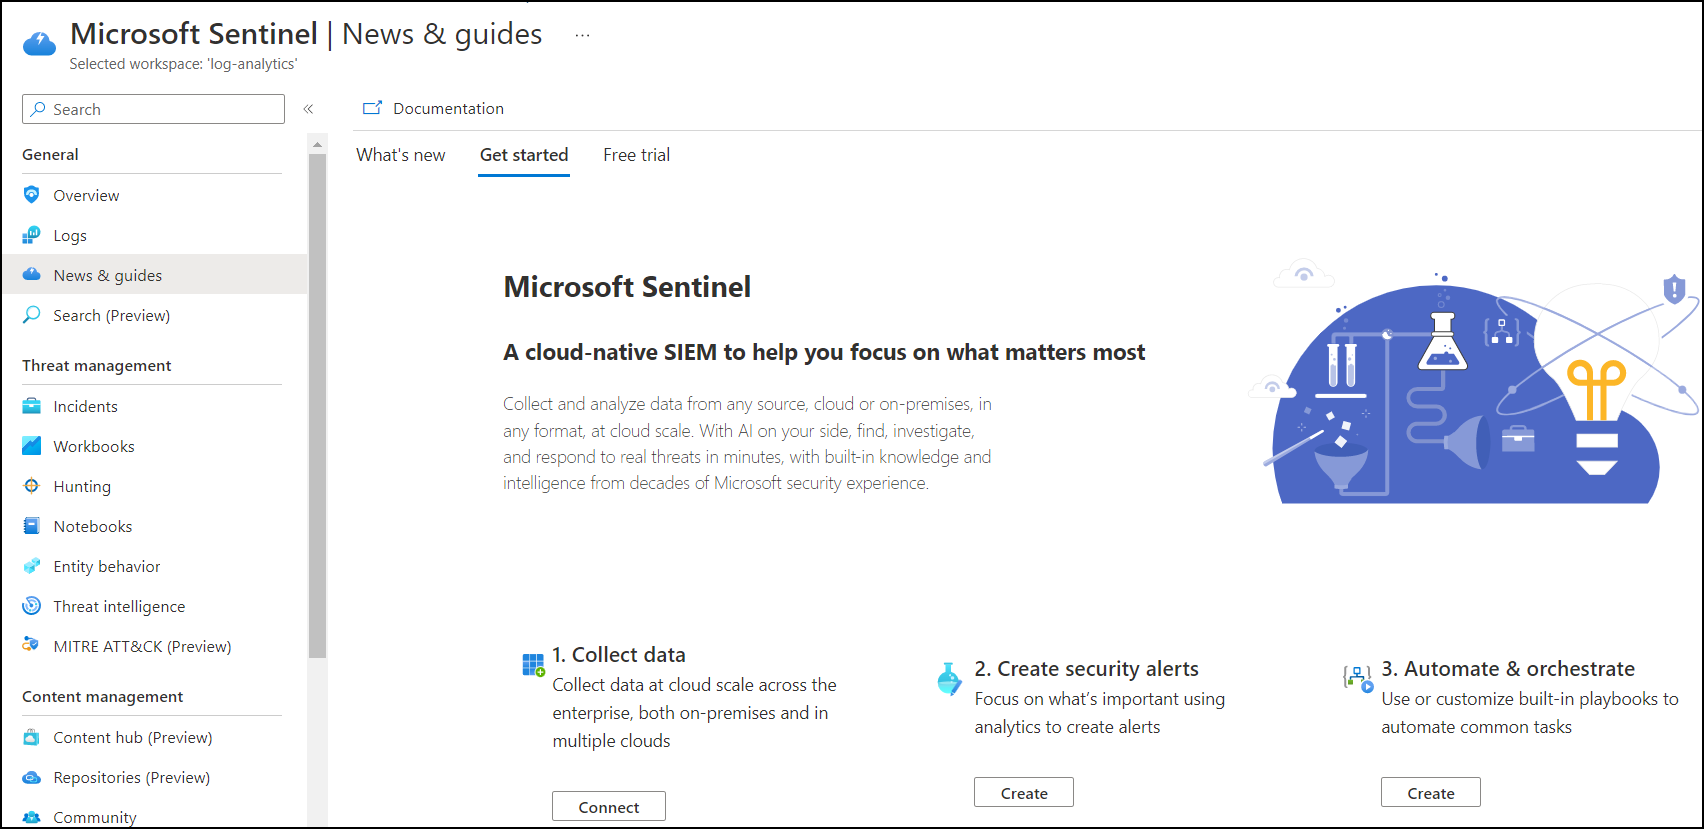 Microsoft Sentinel | News & guides ...
Selected workspace: 'log-analytics'
Search
«
General
Overview
Logs
News & guides
Search (Preview)
Threat management
Incidents
Workbooks
Hunting
Notebooks
Entity behavior
Threat intelligence
MITRE ATT&CK (Preview)
Content management
Content hub (Preview)
Repositories (Preview)
Community
Documentation
What's new Get started Free trial
Microsoft Sentinel
A cloud-native SIEM to help you focus on what matters most
Collect and analyze data from any source, cloud or on-premises, in
any format, at cloud scale. With AI on your side, find, investigate,
and respond to real threats in minutes, with built-in knowledge and
intelligence from decades of Microsoft security experience.
1. Collect data
Collect data at cloud scale across the
enterprise, both on-premises and in
multiple clouds
Connect
2. Create security alerts
Focus on what’s important using
analytics to create alerts
Create
3. Automate & orchestrate
Use or customize built-in playbooks to
automate common tasks
Create